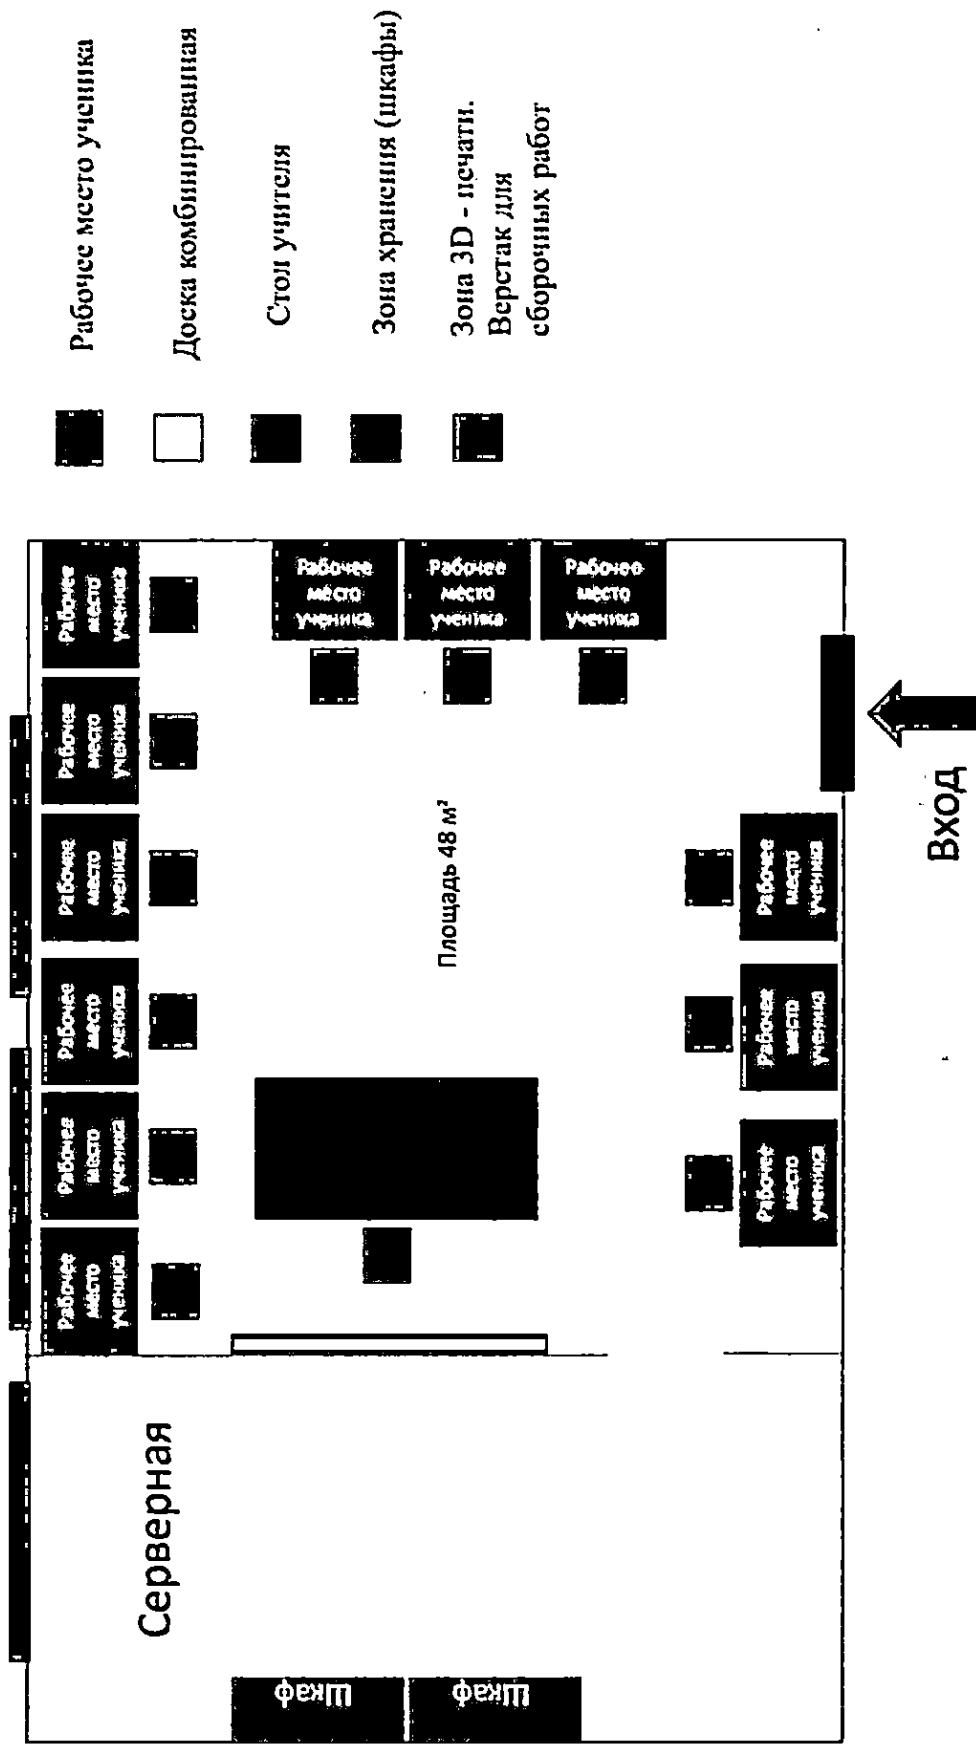 Рабочее
место
ученика
Рабочее
место
ученика
Рабочее
место
ученика
Рабочее
место
ученика
Рабочее
место
ученика
Рабочее
место
ученика
Серверная
Шкаф
Шкаф
Площадь 48 м²
Рабочее
место
ученика
Рабочее
место
ученика
Рабочее
место
ученика
Рабочее
место
ученика
Рабочее
место
ученика
Рабочее
место
ученика
Вход
Рабочее место ученика
Доска комбинированная
Стол учителя
Зона хранения (шкафы)
Зона 3D - печати.
Верстак для
сборочных работ